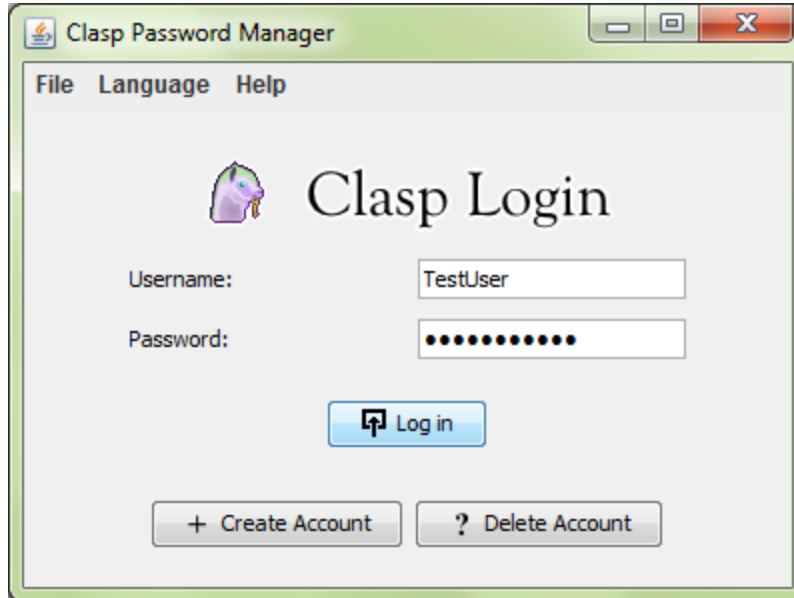 Clasp Password Manager
File Language Help
Clasp Login
Username: TestUser
Password: •••••••••••
Log in
+ Create Account ? Delete Account